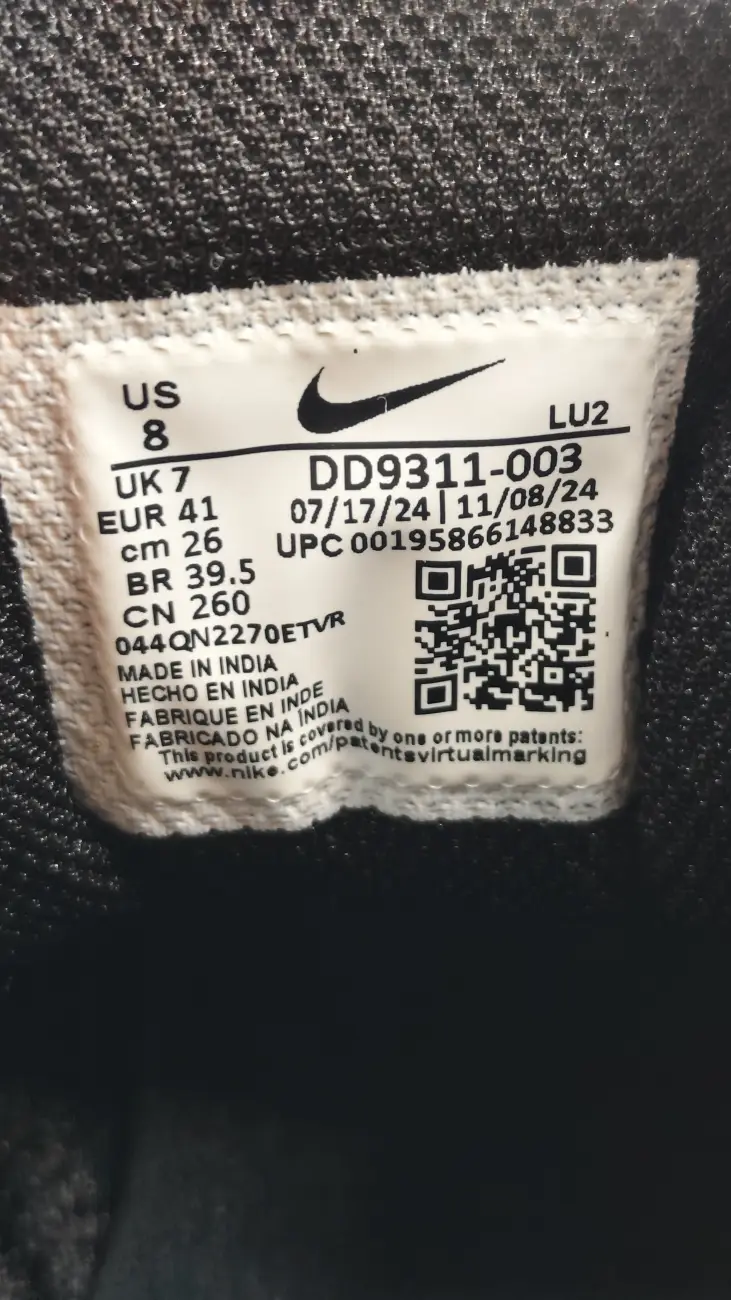 US
8
LU2
UK 7
EUR 41
cm 26
BR 39.5
CN 260
DD9311-003
07/17/24 | 11/08/24
UPC 00195866148833
044QN2270ETVR
MADE IN INDIA
HECHO EN INDIA
FABRIQUE EN INDE
FABRICADO NA ÍNDIA
This product is covered by one or more patents:
www.nike.com/patentsvirtualmarking